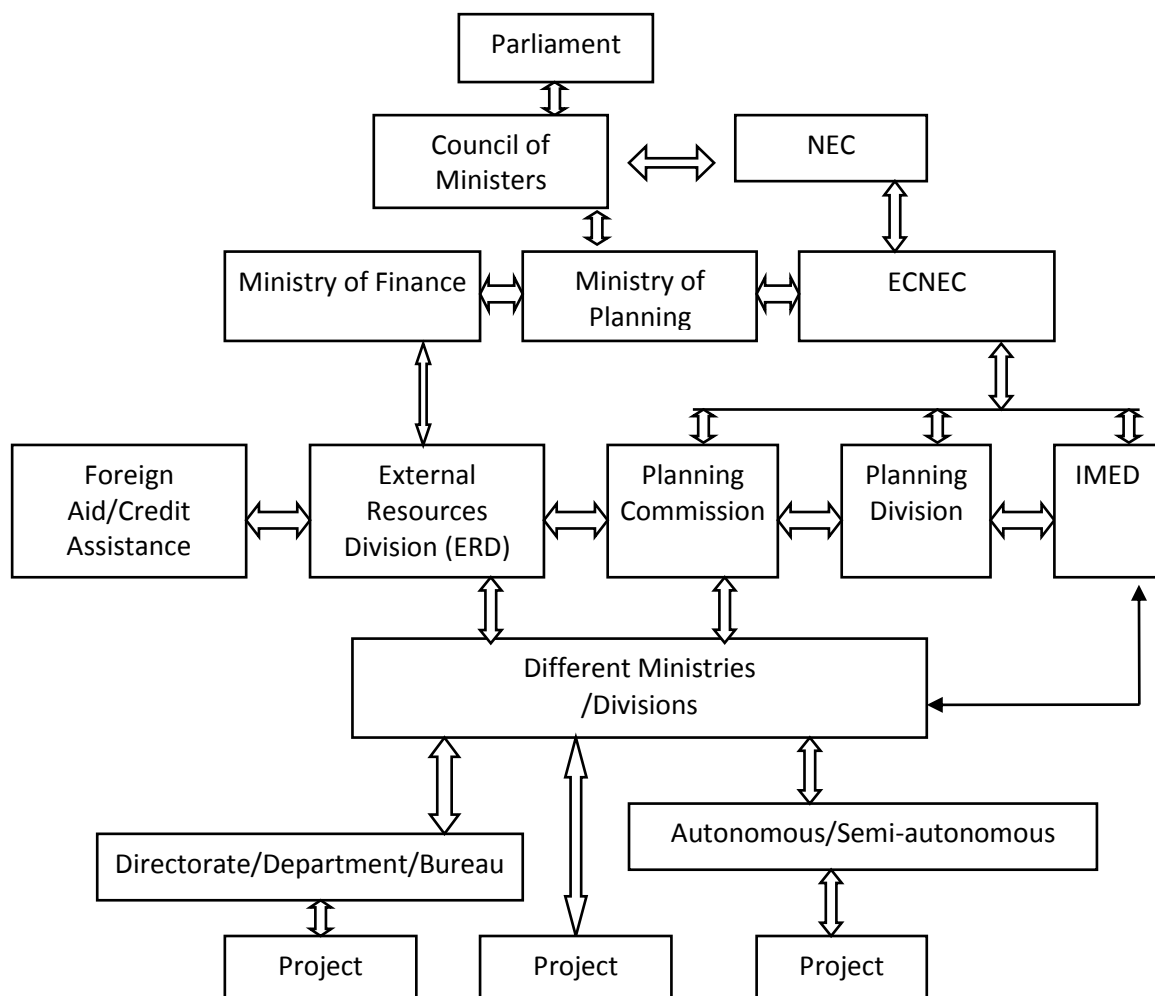 Parliament
Council of
Ministers
NEC
Ministry of Finance
Ministry of
Planning
ECNEC
Foreign
Aid/Credit
Assistance
External
Resources
Division (ERD)
Planning
Commission
Planning
Division
IMED
Different Ministries
/Divisions
Directorate/Department/Bureau
Autonomous/Semi-autonomous
Project
Project
Project